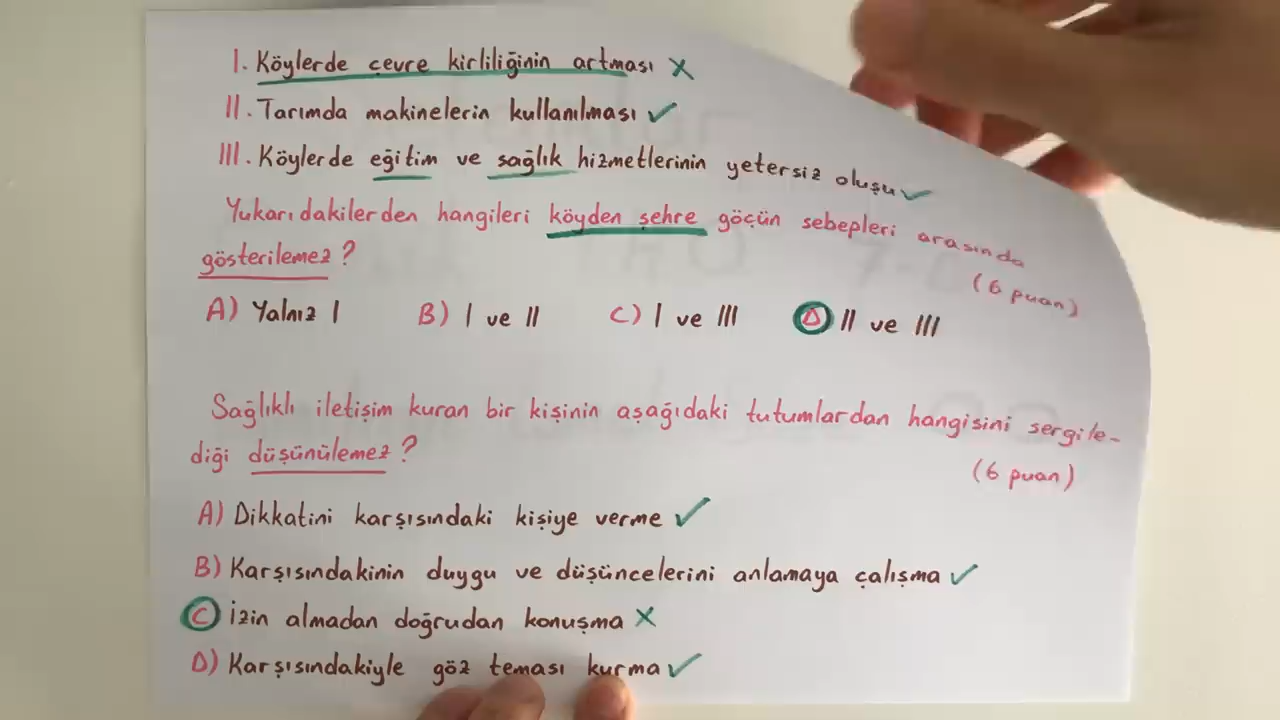 I. Köylerde çevre kirliliğinin artması X
II. Tarımda makinelerin kullanılması ✓
III. Köylerde eğitim ve sağlık hizmetlerinin yetersiz oluşu ✓
Yukarıdakilerden hangileri köyden şehre göçün sebepleri arasında
gösterilemez?
(6 puan)
A) Yalnız I B) I ve II C) I ve III D) II ve III
Sağlıklı iletişim kuran bir kişinin aşağıdaki tutumlardan hangisini sergile-
diği düşünülemez? (6 puan)
A) Dikkatini karşısındaki kişiye verme ✓
B) Karşısındakinin duygu ve düşüncelerini anlamaya çalışma ✓
C) İzin almadan doğrudan konuşma X
D) Karşısındakiyle göz teması kurma ✓